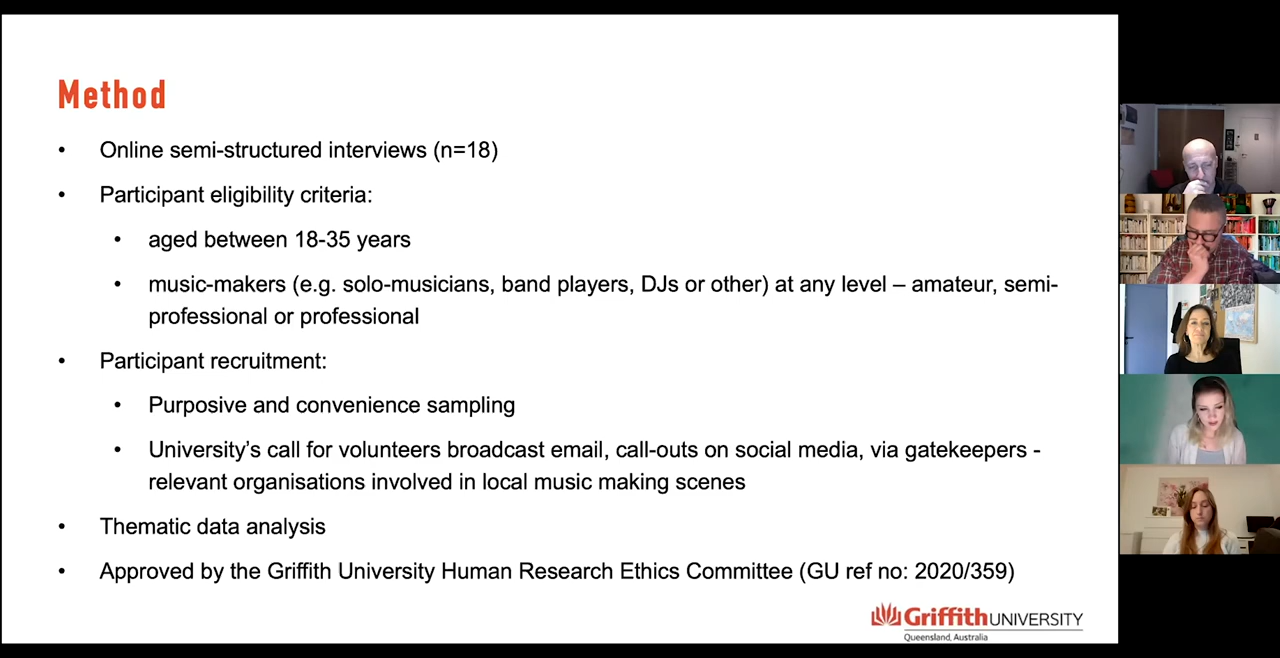 Method
• Online semi-structured interviews (n=18)
• Participant eligibility criteria:
• aged between 18-35 years
• music-makers (e.g. solo-musicians, band players, DJs or other) at any level – amateur, semi-
professional or professional
• Participant recruitment:
• Purposive and convenience sampling
• University’s call for volunteers broadcast email, call-outs on social media, via gatekeepers -
relevant organisations involved in local music making scenes
• Thematic data analysis
• Approved by the Griffith University Human Research Ethics Committee (GU ref no: 2020/359)
Griffith UNIVERSITY
Queensland, Australia